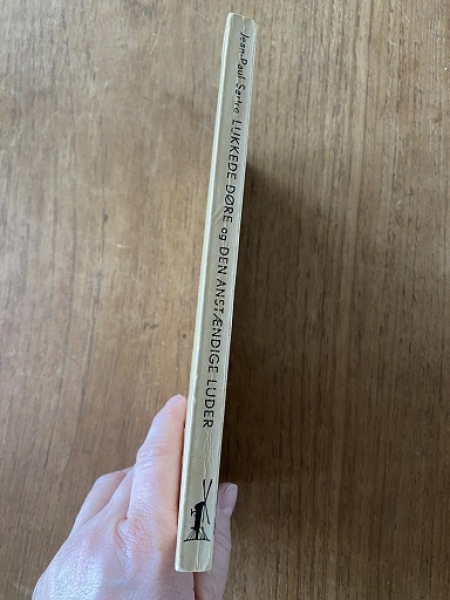 Jean-Paul Sartre LUKKEDE DØRE og DEN ANSTÆNDIGE LUDER